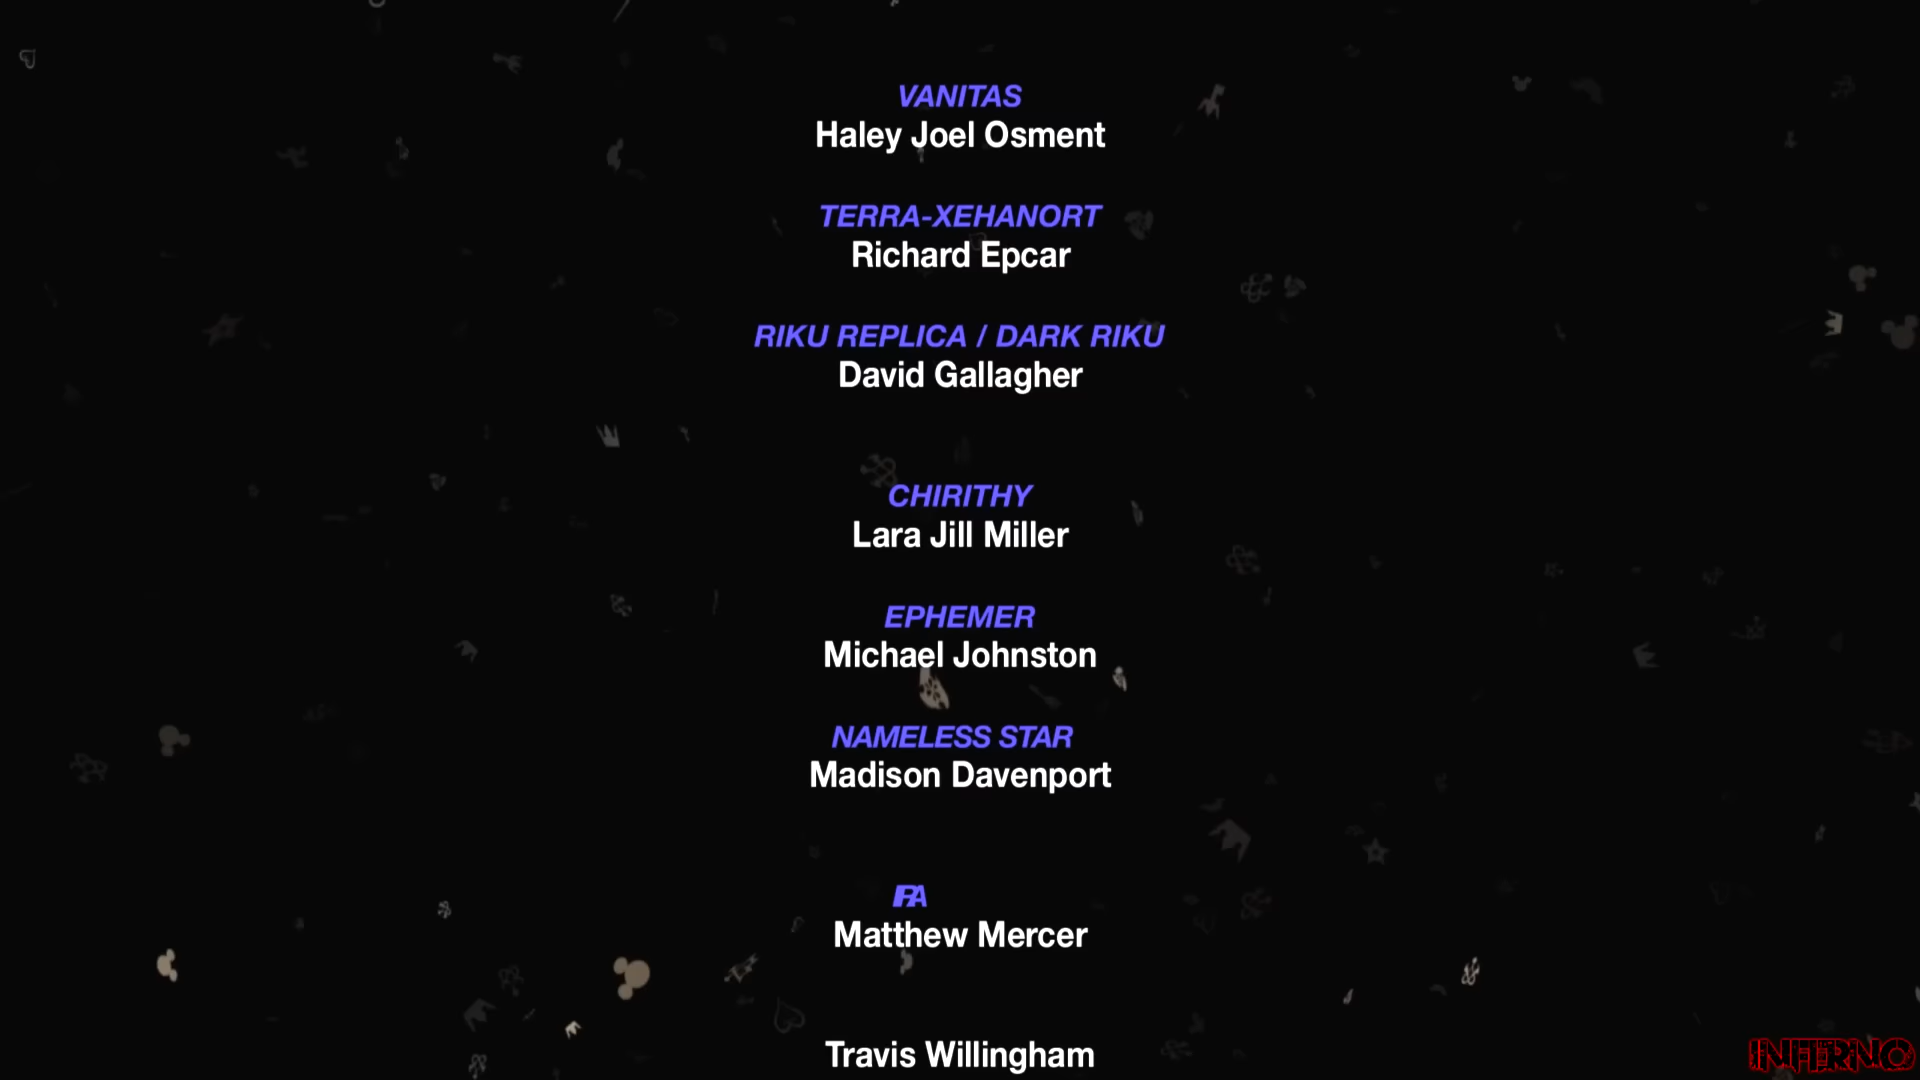 VANITAS
Haley Joel Osment
TERRA-XEHANORT
Richard Epcar
RIKU REPLICA / DARK RIKU
David Gallagher
CHIRITHY
Lara Jill Miller
EPHEMER
Michael Johnston
NAMELESS STAR
Madison Davenport
IRA
Matthew Mercer
Travis Willingham
INFERNO